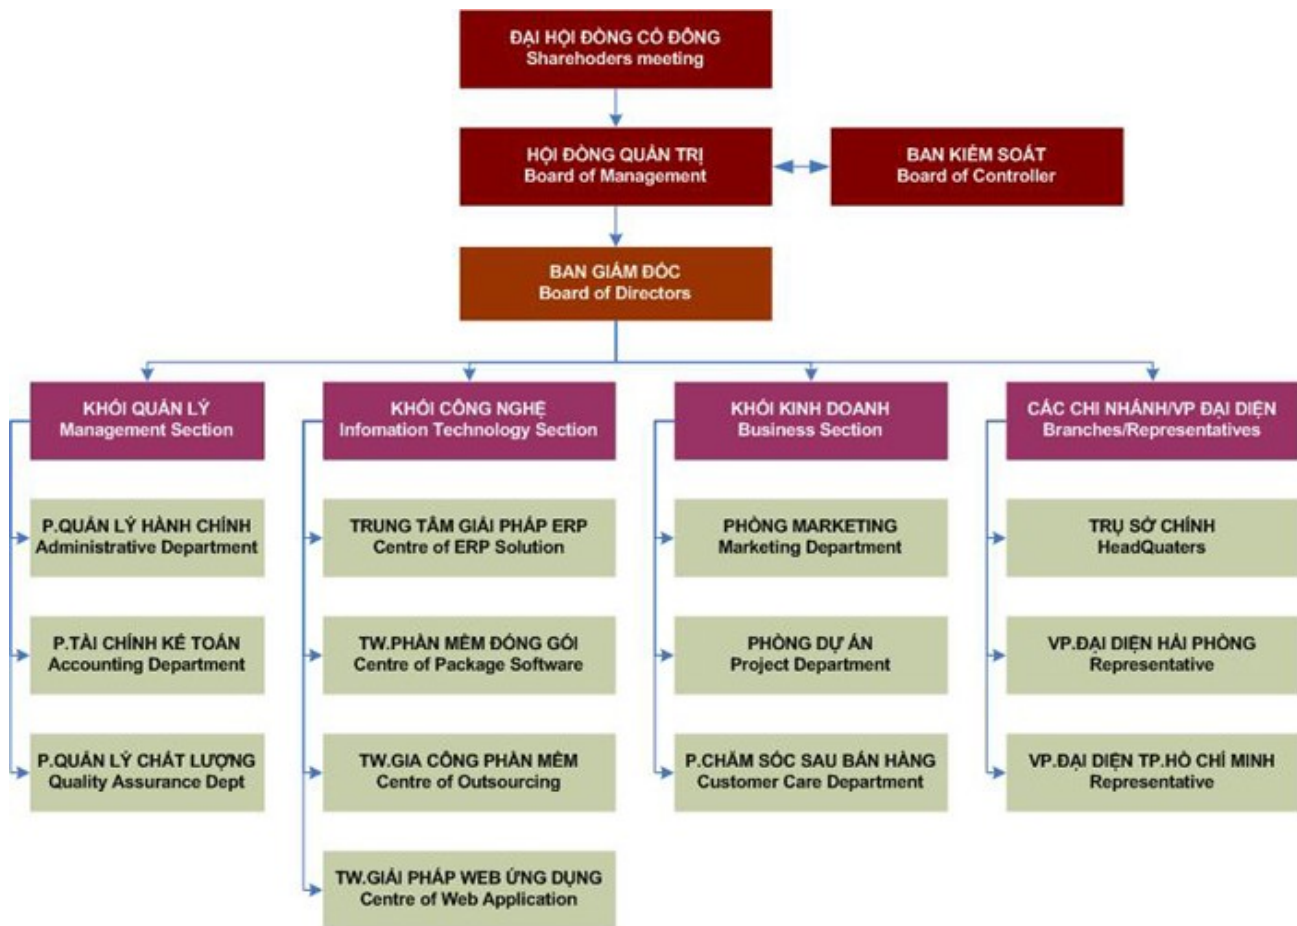 ĐẠI HỘI ĐỒNG CỔ ĐÔNG
Sharehoders meeting
HỘI ĐỒNG QUẢN TRỊ
Board of Management
BAN KIỂM SOÁT
Board of Controller
BAN GIÁM ĐỐC
Board of Directors
KHỐI QUẢN LÝ
Management Section
KHỐI CÔNG NGHỆ
Infomation Technology Section
KHỐI KINH DOANH
Business Section
CÁC CHI NHÁNH/VP ĐẠI DIỆN
Branches/Representatives
P.QUẢN LÝ HÀNH CHÍNH
Administrative Department
TRUNG TÂM GIẢI PHÁP ERP
Centre of ERP Solution
PHÒNG MARKETING
Marketing Department
TRỤ SỞ CHÍNH
HeadQuaters
P.TÀI CHÍNH KẾ TOÁN
Accounting Department
TW.PHẦN MỀM ĐÓNG GÓI
Centre of Package Software
PHÒNG DỰ ÁN
Project Department
VP.ĐẠI DIỆN HẢI PHÒNG
Representative
P.QUẢN LÝ CHẤT LƯỢNG
Quality Assurance Dept
TW.GIA CÔNG PHẦN MỀM
Centre of Outsourcing
P.CHĂM SÓC SAU BÁN HÀNG
Customer Care Department
VP.ĐẠI DIỆN TP.HỒ CHÍ MINH
Representative
TW.GIẢI PHÁP WEB ỨNG DỤNG
Centre of Web Application